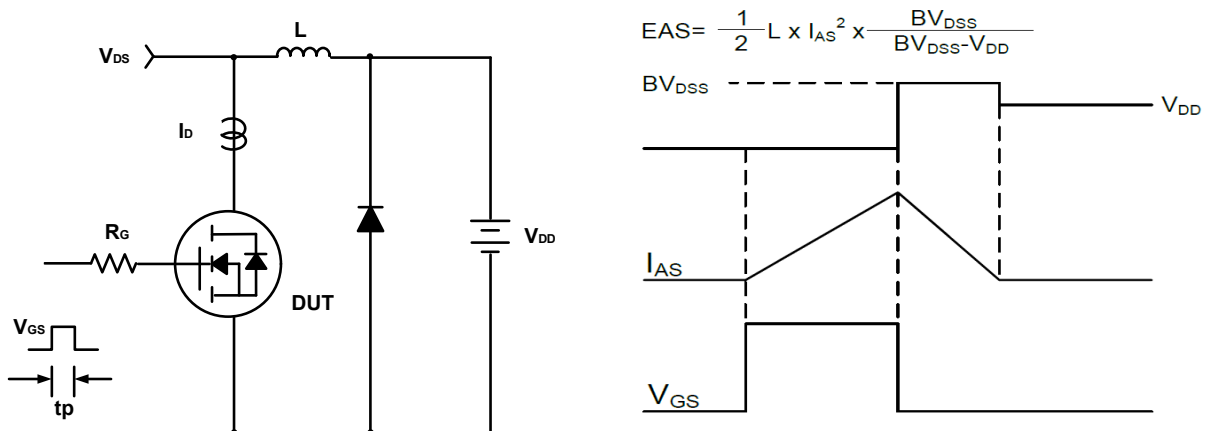 L
VDS
ID
RG
VDD
DUT
VGS
tp
EAS= 1/2 L x IAS² x BVDSS/BVDSS-VDD
BVDSS
VDD
IAS
VGS